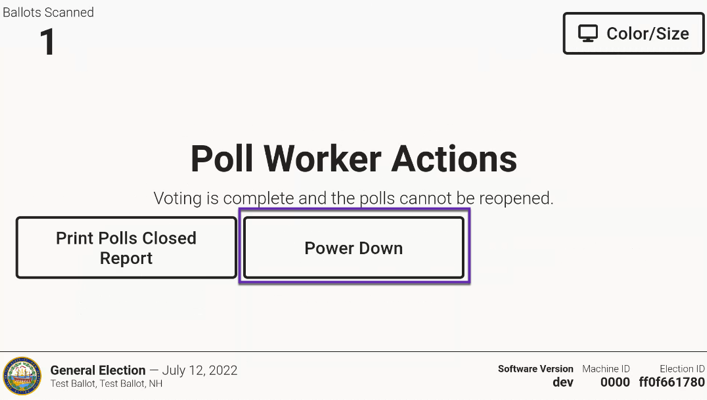 Ballots Scanned
1
Color/Size
Poll Worker Actions
Voting is complete and the polls cannot be reopened.
Print Polls Closed
Report
Power Down
General Election — July 12, 2022
Test Ballot, Test Ballot, NH
Software Version
dev
Machine ID
0000
Election ID
ff0f661780